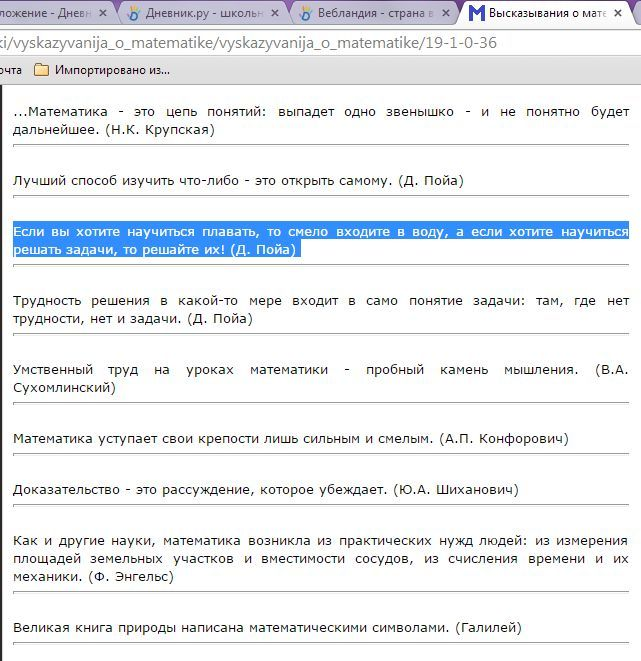 ложение - Дневн
Дневник.ру - школьн
Вебландия - страна в
Высказывания о мате
ki/vyskazyvanija_o_matematike/vyskazyvanija_o_matematike/19-1-0-36
очта Импортировано из...
...Математика - это цепь понятий: выпадет одно звенышко - и не понятно будет
дальнейшее. (Н.К. Крупская)
Лучший способ изучить что-либо - это открыть самому. (Д. Пойа)
Если вы хотите научиться плавать, то смело входите в воду, а если хотите научиться
решать задачи, то решайте их! (Д. Пойа)
Трудность решения в какой-то мере входит в само понятие задачи: там, где нет
трудности, нет и задачи. (Д. Пойа)
Умственный труд на уроках математики - пробный камень мышления. (В.А.
Сухомлинский)
Математика уступает свои крепости лишь сильным и смелым. (А.П. Конфорович)
Доказательство - это рассуждение, которое убеждает. (Ю.А. Шиханович)
Как и другие науки, математика возникла из практических нужд людей: из измерения
площадей земельных участков и вместимости сосудов, из счисления времени и их
механики. (Ф. Энгельс)
Великая книга природы написана математическими символами. (Галилей)